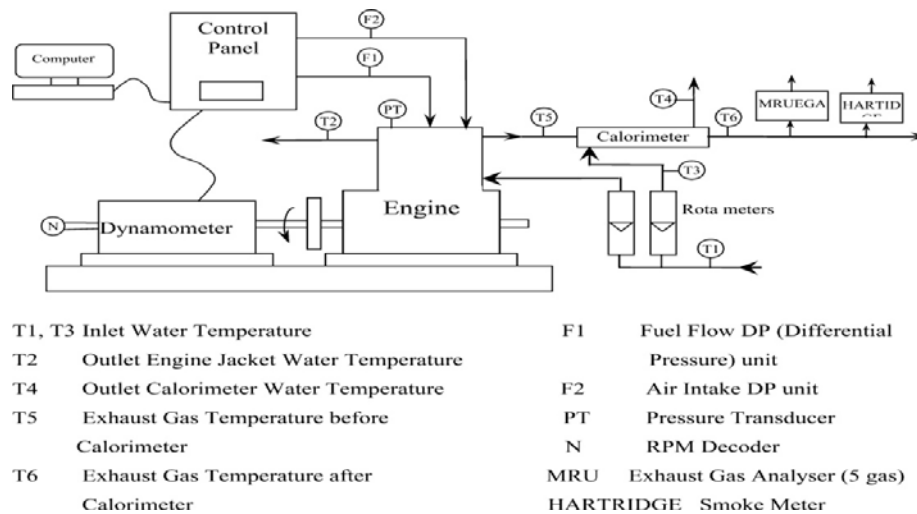 F2
Control
Panel
F1
Computer
T2
PT
T5
Calorimeter
T4
T6
MRUEGA
HARTIDGE
T3
Rota meters
T1
N
Dynamometer
Engine
T1, T3 Inlet Water Temperature
T2 Outlet Engine Jacket Water Temperature
T4 Outlet Calorimeter Water Temperature
T5 Exhaust Gas Temperature before
Calorimeter
T6 Exhaust Gas Temperature after
Calorimeter
F1 Fuel Flow DP (Differential
Pressure) unit
F2 Air Intake DP unit
PT Pressure Transducer
N RPM Decoder
MRU Exhaust Gas Analyser (5 gas)
HARTRIDGE Smoke Meter